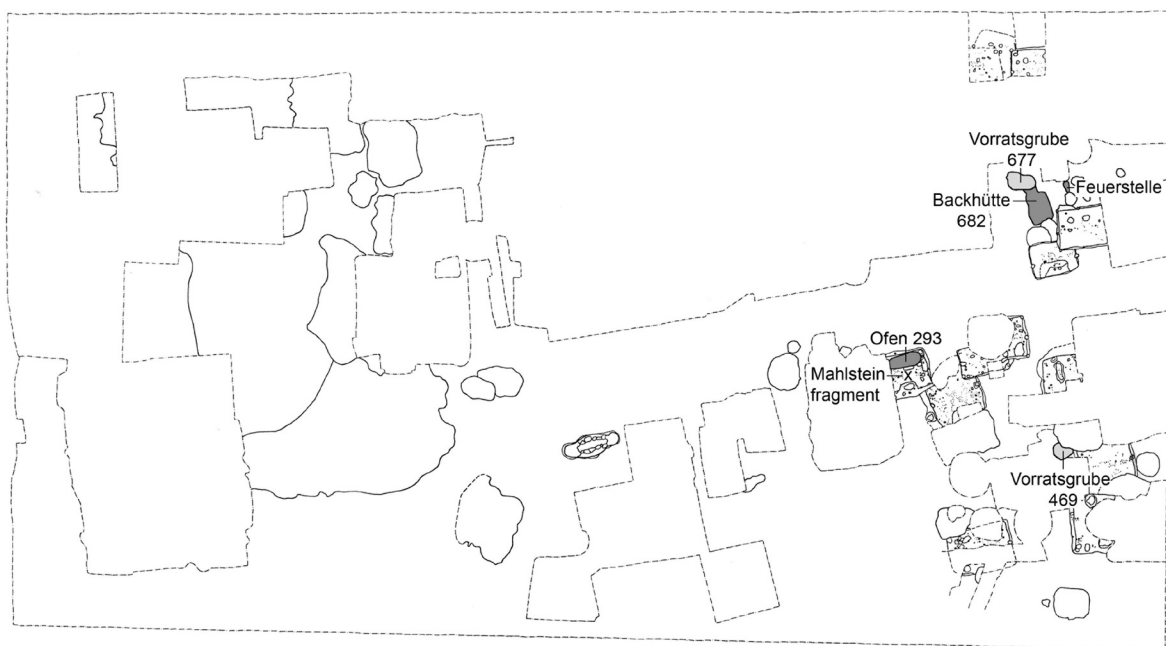 Vorratsgrube
677
Feuerstelle
Backhütte
682
Ofen 293
Mahlstein
fragment
x
Vorratsgrube
469